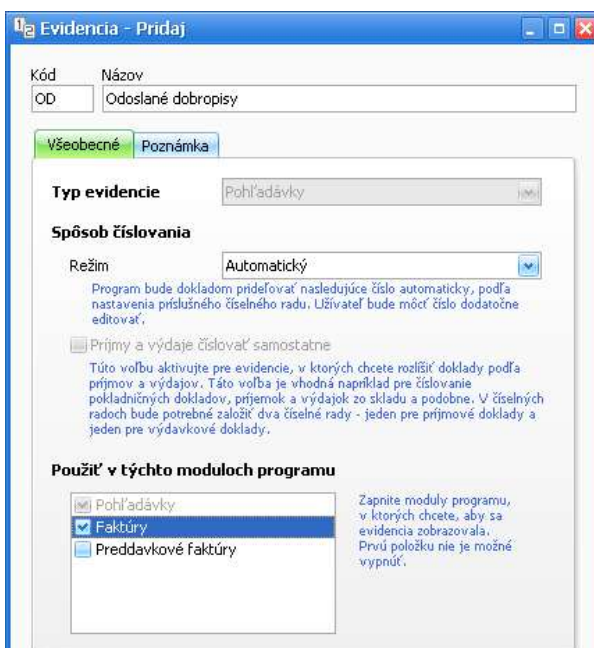 Evidencia - Pridaj
Kód Názov
OD Odoslané dobropisy
Všeobecné Poznámka
Typ evidencie Pohľadávky
Spôsob číslovania
Režim Automatický
Program bude dokladom prideľovať nasledujúce číslo automaticky, podľa
nastavenia príslušného číselného radu. Užívateľ bude môcť číslo dodatočne
editovať.
Príjmy a výdaje číslovať samostatne
Túto voľbu aktivujte pre evidencie, v ktorých chcete rozlíšiť doklady podľa
príjmov a výdajov. Táto voľba je vhodná napríklad pre číslovanie
pokladničných dokladov, príjemok a výdajok zo skladu a podobne. V číselných
radoch bude potrebné založiť dva číselné rady - jeden pre príjmové doklady a
jeden pre výdavkové doklady.
Použiť v týchto moduloch programu
Pohľadávky
Faktúry
Preddavkové faktúry
Zapnite moduly programu,
v ktorých chcete, aby sa
evidencia zobrazovala.
Prvú položku nie je možné
vypnúť.